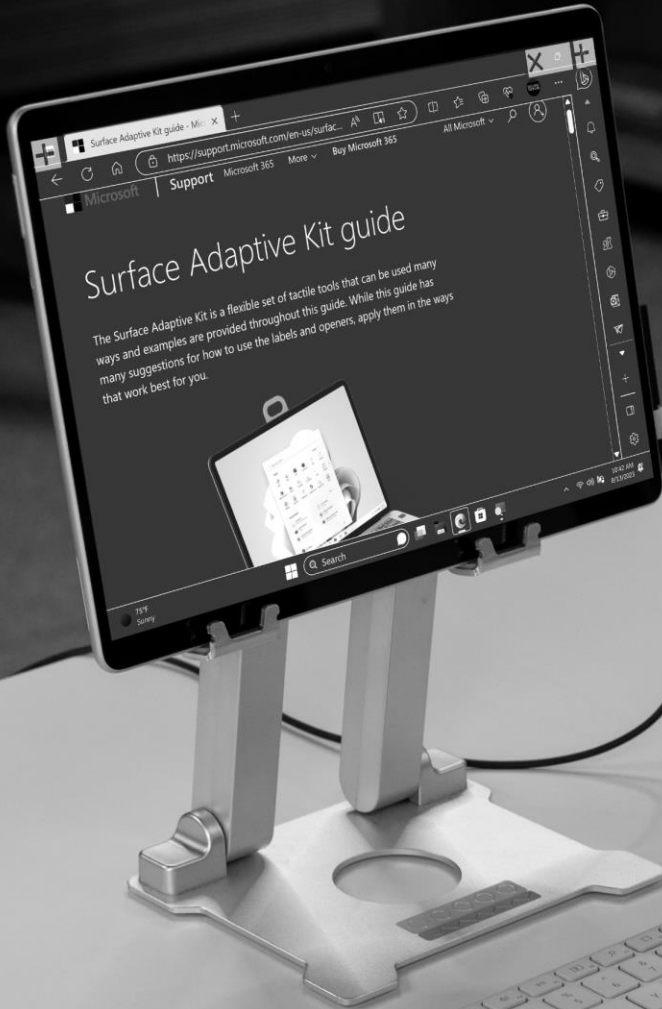 Surface Adaptive Kit guide - Mic
https://support.microsoft.com/en-us/surfac...
Microsoft
Support
Microsoft 365
More
Buy Microsoft 365
All Microsoft
Surface Adaptive Kit guide
The Surface Adaptive Kit is a flexible set of tactile tools that can be used many
ways and examples are provided throughout this guide. While this guide has
many suggestions for how to use the labels and openers, apply them in the ways
that work best for you.
75°F
Sunny
Search
10:42 AM
8/13/2023